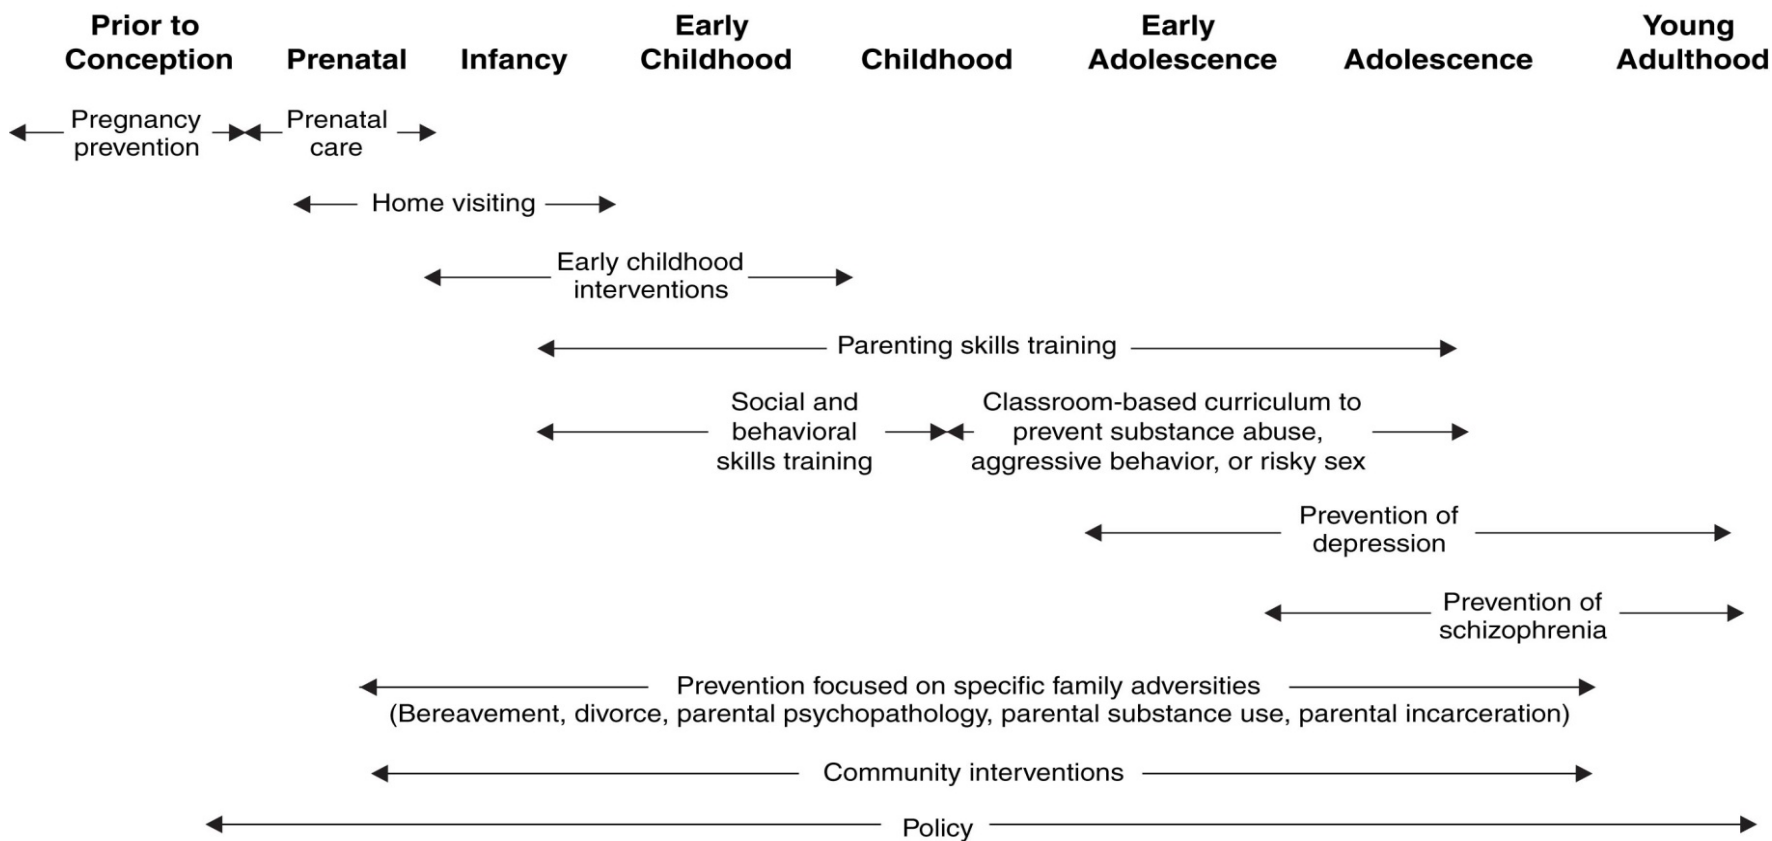 Prior to Conception
Prenatal
Infancy
Early Childhood
Childhood
Early Adolescence
Adolescence
Young Adulthood
Pregnancy
prevention
Prenatal
care
Home visiting
Early childhood
interventions
Parenting skills training
Social and
behavioral
skills training
Classroom-based curriculum to
prevent substance abuse,
aggressive behavior, or risky sex
Prevention of
depression
Prevention of
schizophrenia
Prevention focused on specific family adversities
(Bereavement, divorce, parental psychopathology, parental substance use, parental incarceration)
Community interventions
Policy